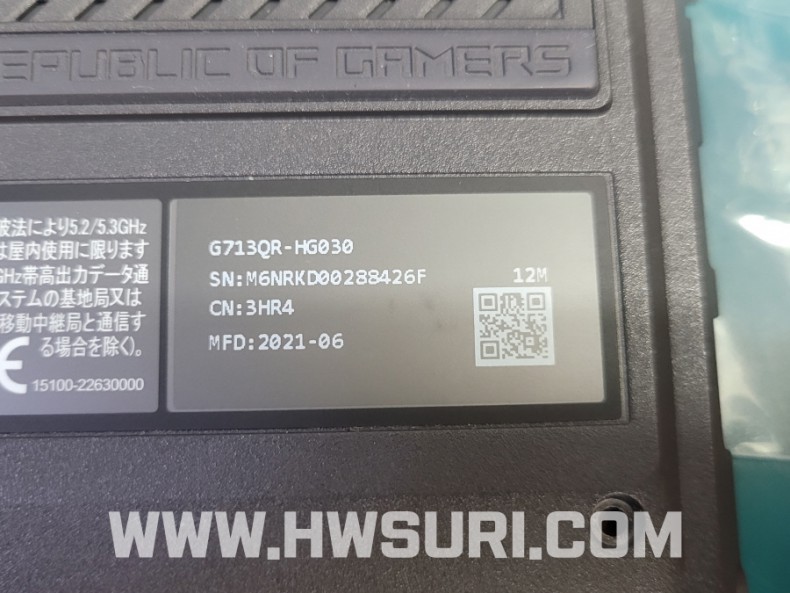 REPUBLIC OF GAMERS
波法により5.2/5.3GHz
は屋内使用に限ります
GHz帯高出力データ通
ステムの基地局又は
移動中継局と通信す
る場合を除く)。
CE
15100-22630000
G713QR-HG030
SN:M6NRKD00288426F
12M
CN:3HR4
MFD:2021-06
WWW.HWSURI.COM